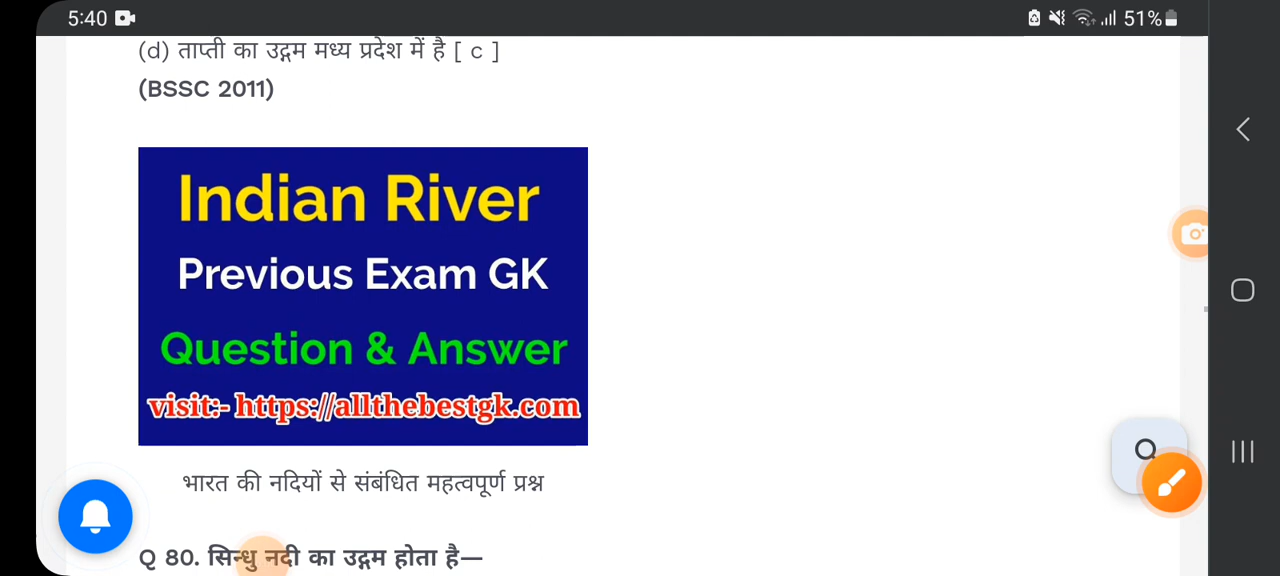 5:40
51%
(d) ताप्ती का उद्गम मध्य प्रदेश में है [ c ]
(BSSC 2011)
Indian River
Previous Exam GK
Question & Answer
visit:- https://allthebestgk.com
भारत की नदियों से संबंधित महत्वपूर्ण प्रश्न
Q 80. सिन्धु नदी का उद्गम होता है—